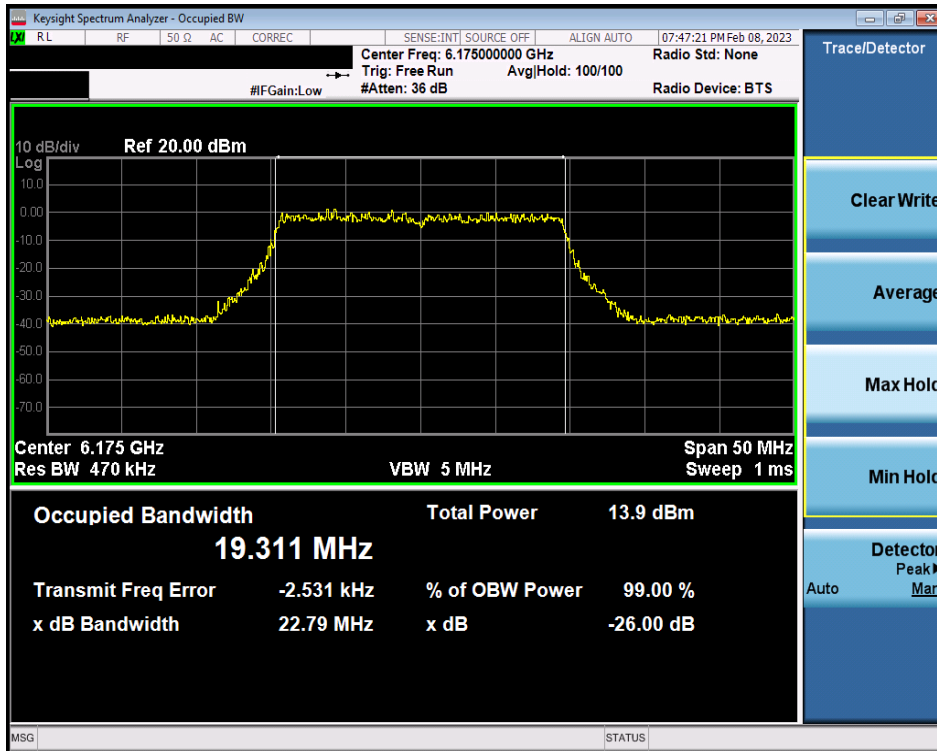 Keysight Spectrum Analyzer - Occupied BW
LXI RL RF 50 Ω AC CORREC SENSE:INT SOURCE OFF ALIGN AUTO 07:47:21 PM Feb 08, 2023
Center Freq: 6.175000000 GHz Radio Std: None
Trig: Free Run Avg|Hold: 100/100
#IFGain:Low #Atten: 36 dB Radio Device: BTS
Trace/Detector
10 dB/div Ref 20.00 dBm
Log
10.0
0.00
-10.0
-20.0
-30.0
-40.0
-50.0
-60.0
-70.0
Center 6.175 GHz Span 50 MHz
Res BW 470 kHz VBW 5 MHz Sweep 1 ms
Occupied Bandwidth Total Power 13.9 dBm
19.311 MHz
Transmit Freq Error -2.531 kHz % of OBW Power 99.00 %
x dB Bandwidth 22.79 MHz x dB -26.00 dB
Clear Write
Average
Max Hold
Min Hold
Detector
Peak
Auto Man
MSG STATUS